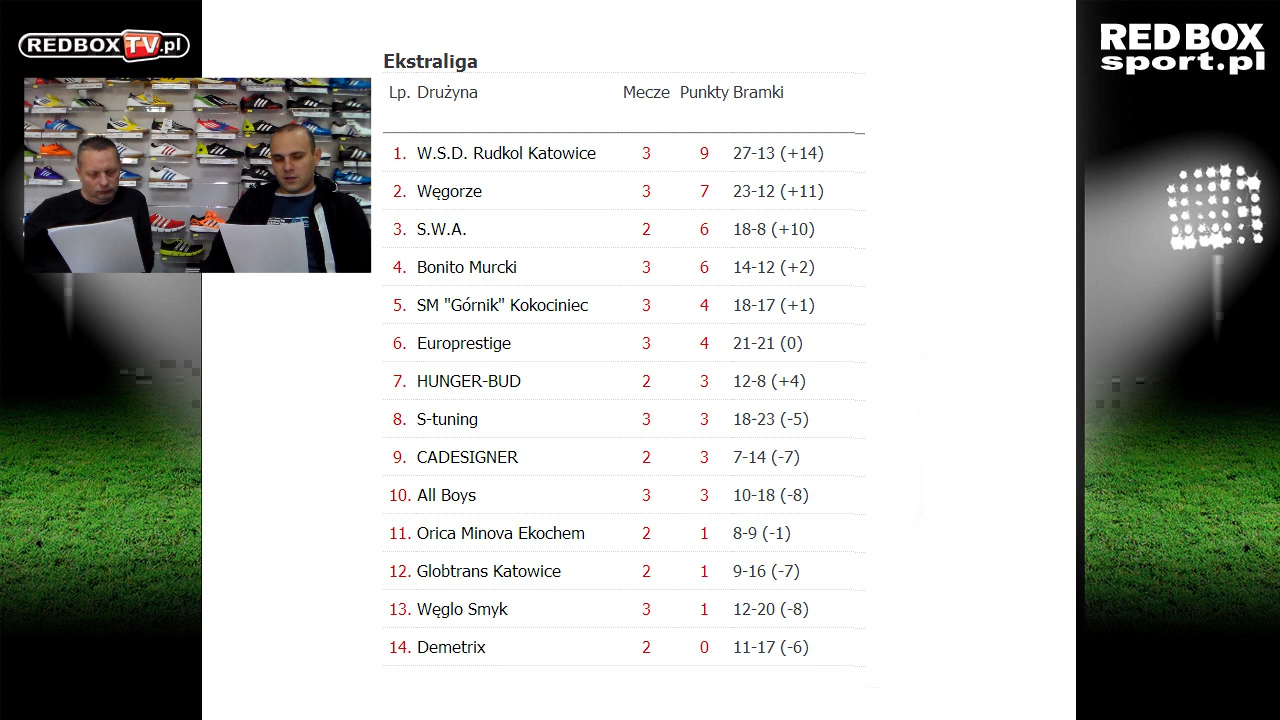 REDBOXTV.pl
RED BOX
sport.pl
Ekstraliga
Lp. Drużyna Mecze Punkty Bramki
1. W.S.D. Rudkol Katowice 3 9 27-13 (+14)
2. Węgorze 3 7 23-12 (+11)
3. S.W.A. 2 6 18-8 (+10)
4. Bonito Murcki 3 6 14-12 (+2)
5. SM "Górnik" Kokociniec 3 4 18-17 (+1)
6. Europrestige 3 4 21-21 (0)
7. HUNGER-BUD 2 3 12-8 (+4)
8. S-tuning 3 3 18-23 (-5)
9. CADESIGNER 2 3 7-14 (-7)
10. All Boys 3 3 10-18 (-8)
11. Orica Minova Ekochem 2 1 8-9 (-1)
12. Globtrans Katowice 2 1 9-16 (-7)
13. Węglo Smyk 3 1 12-20 (-8)
14. Demetrix 2 0 11-17 (-6)